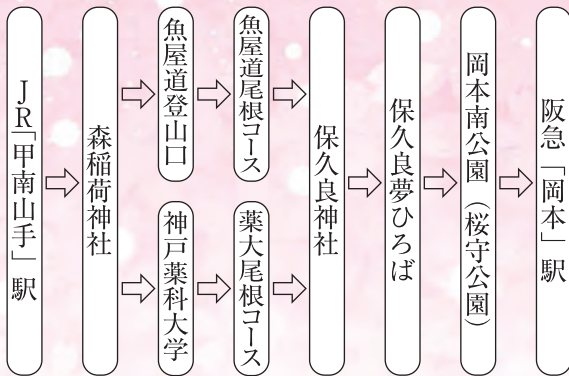 JR「甲南山手」駅
森稲荷神社
魚屋道登山口
魚屋道尾根コース
神戸薬科大学
薬大尾根コース
保久良神社
保久良夢ひろば
岡本南公園（桜守公園）
阪急「岡本」駅